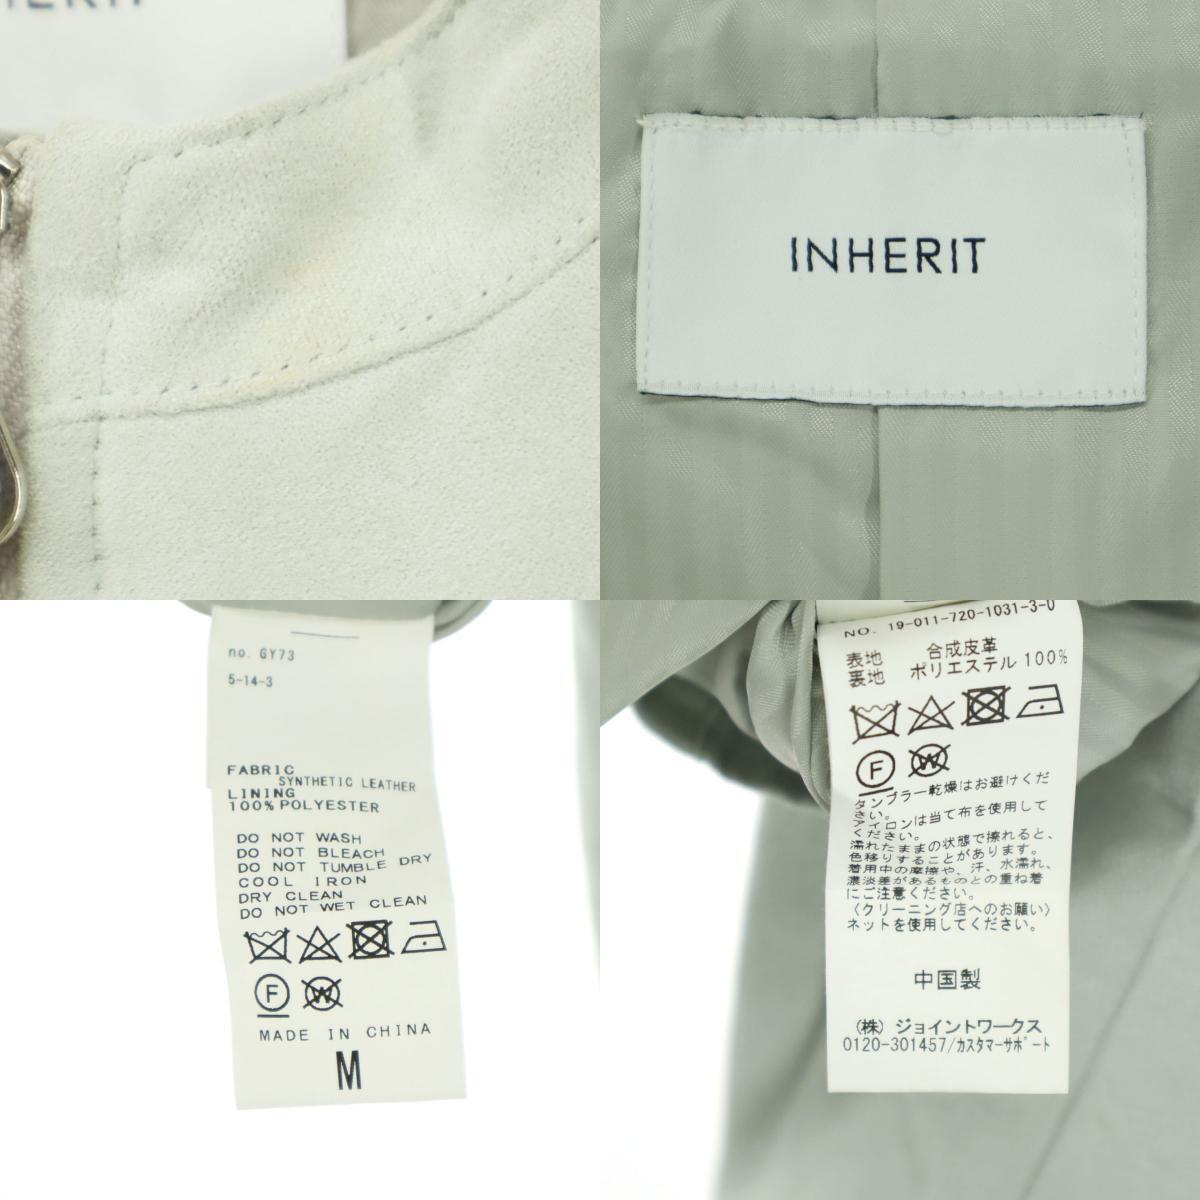 INHERIT
no. GY73
5-14-3
FABRIC
SYNTHETIC LEATHER
LINING
100% POLYESTER
DO NOT WASH
DO NOT BLEACH
DO NOT TUMBLE DRY
COOL IRON
DRY CLEAN
DO NOT WET CLEAN
F W
MADE IN CHINA
M
NO. 19-011-720-1031-3-0
表地 合成皮革
裏地 ポリエステル 100%
F W
タンブラー乾燥はお避けくだ
さい。
アイロンは当て布を使用して
ください。
濡れたままの状態で擦れると、
色移りすることがあります。
着用中の摩擦や、汗、水濡れ、
濃淡差があるものとの重ね着
にご注意ください。
〈クリーニング店へのお願い〉
ネットを使用してください。
中国製
(株) ジョイントワークス
0120-301457/カスタマーサポート